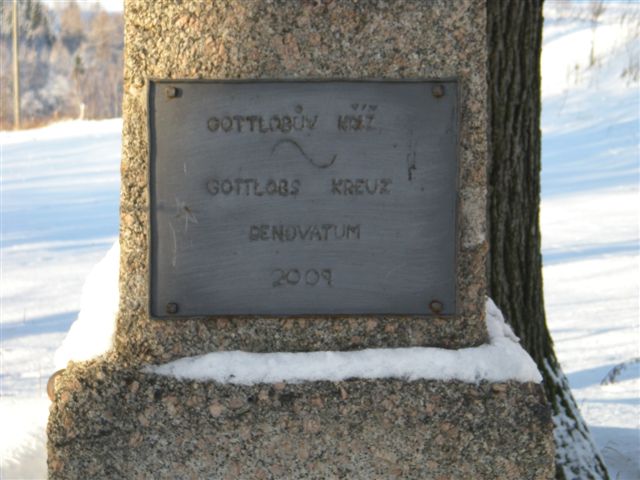 GOTTLOBŮV KŘÍŽ
~
GOTTLOBS KREUZ
RENOVATUM
2009